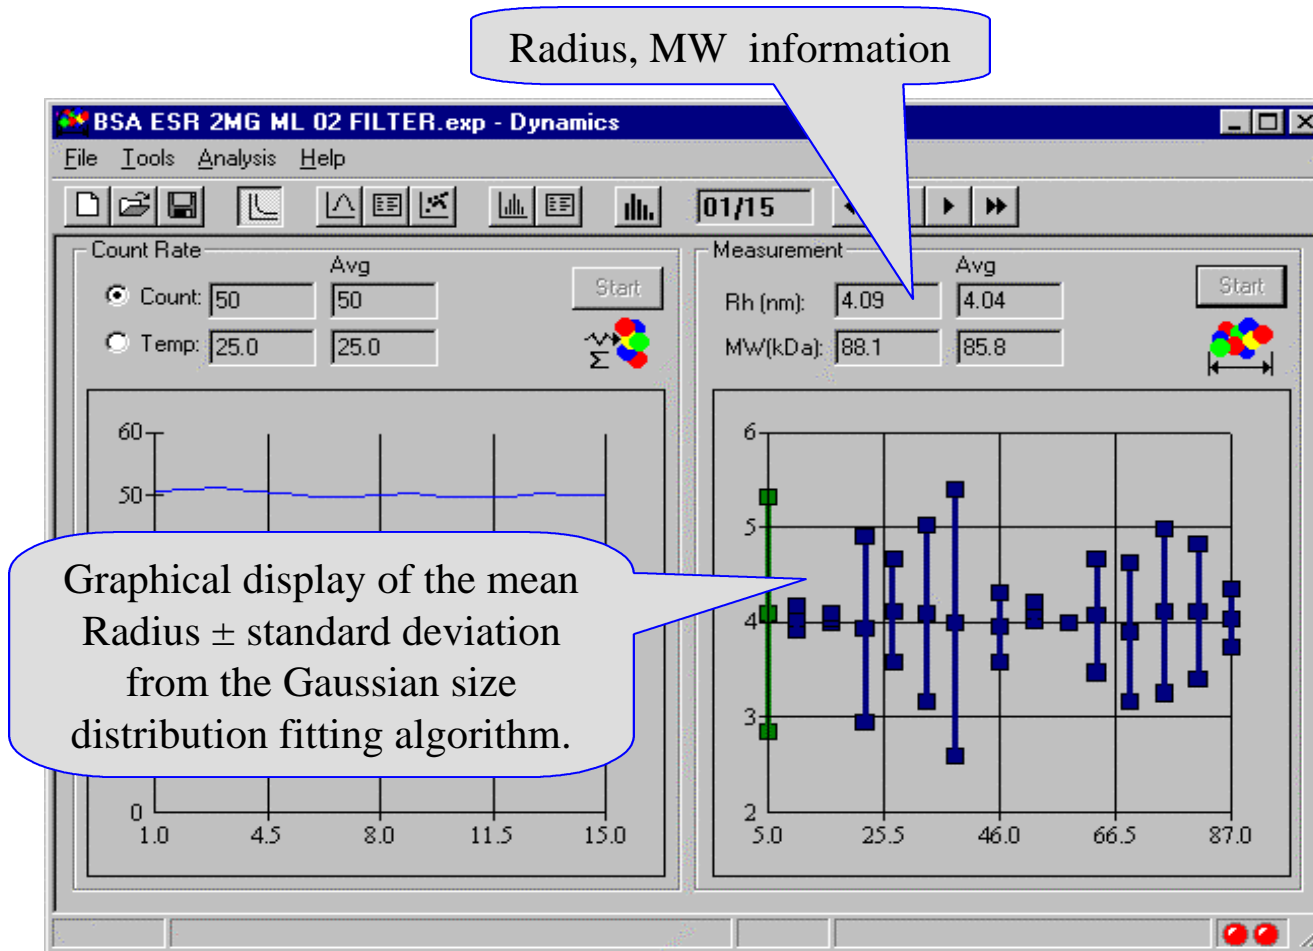 Radius, MW information
BSA ESR 2MG ML 02 FILTER.exp - Dynamics
File Tools Analysis Help
01/15
Count Rate
Avg
Count: 50 50
Start
Temp: 25.0 25.0
Σ
60
50
0
1.0 4.5 8.0 11.5 15.0
Measurement
Avg
Rh (nm): 4.09 4.04
Start
MW(kDa): 88.1 85.8
6
5
4
3
2
5.0 25.5 46.0 66.5 87.0
Graphical display of the mean
Radius ± standard deviation
from the Gaussian size
distribution fitting algorithm.